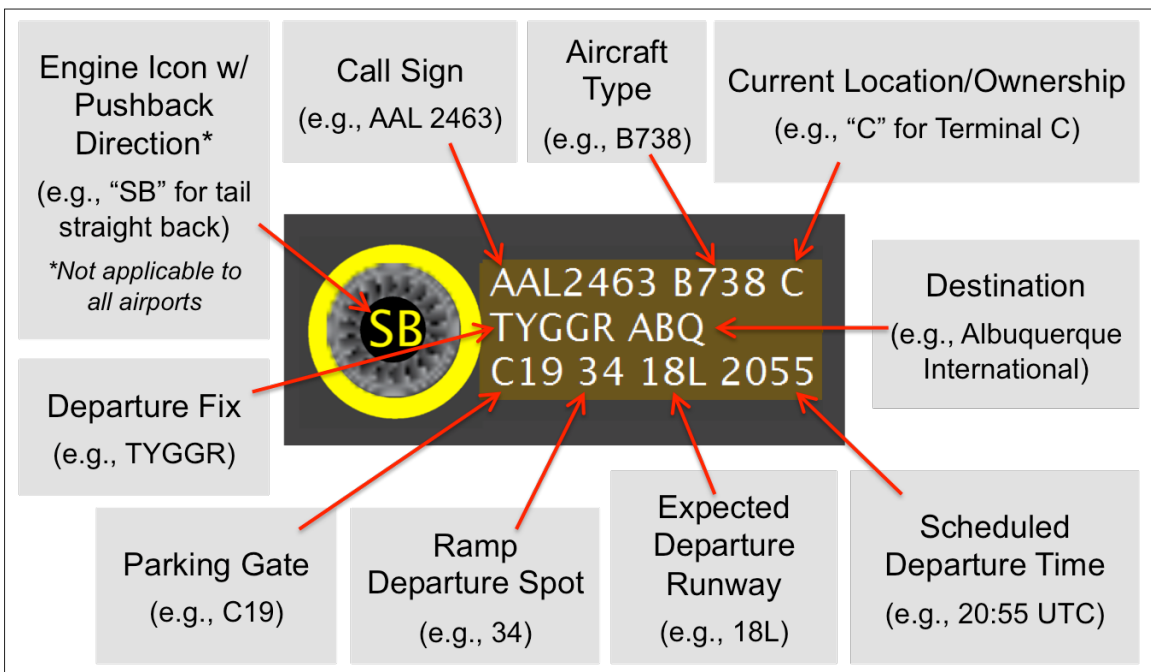 Engine Icon w/
Pushback
Direction*
(e.g., “SB” for tail
straight back)
*Not applicable to
all airports
Call Sign
(e.g., AAL 2463)
Aircraft
Type
(e.g., B738)
Current Location/Ownership
(e.g., “C” for Terminal C)
SB
AAL2463 B738 C
TYGGR ABQ
C19 34 18L 2055
Destination
(e.g., Albuquerque
International)
Departure Fix
(e.g., TYGGR)
Parking Gate
(e.g., C19)
Ramp
Departure Spot
(e.g., 34)
Expected
Departure
Runway
(e.g., 18L)
Scheduled
Departure Time
(e.g., 20:55 UTC)